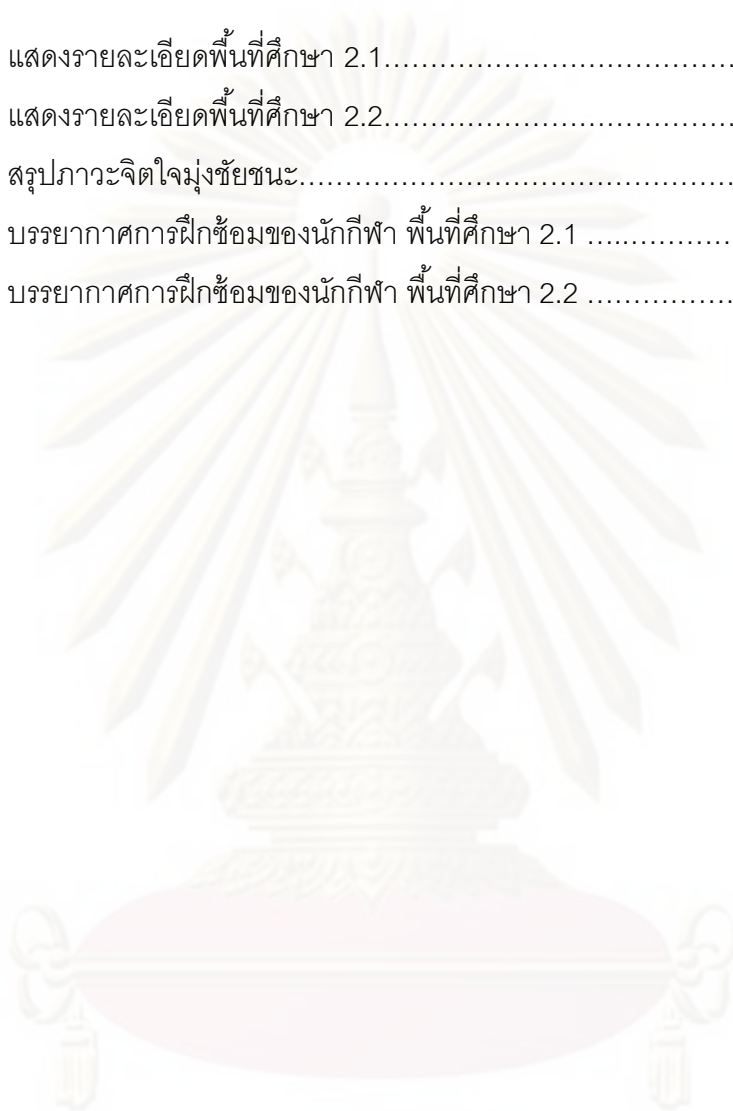 แสดงรายละเอียดพื้นที่ศึกษา 2.1……………………………………
แสดงรายละเอียดพื้นที่ศึกษา 2.2……………………………………
สรุปภาวะจิตใจมุ่งชัยชนะ……………………………………………
บรรยากาศการฝึกซ้อมของนักกีฬา พื้นที่ศึกษา 2.1 …..…………
บรรยากาศการฝึกซ้อมของนักกีฬา พื้นที่ศึกษา 2.2 ………………